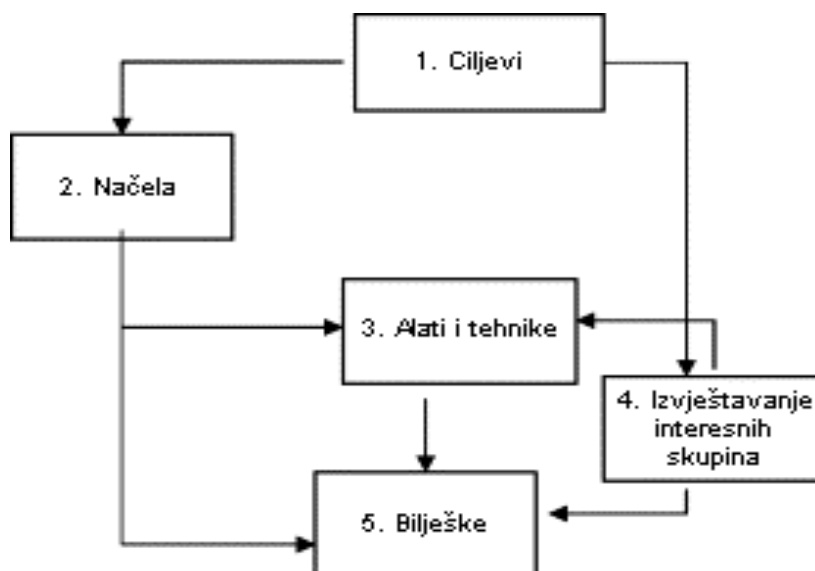 1. Ciljevi
2. Načela
3. Alati i tehnike
4. Izvještavanje
interesnih
skupina
5. Bilješke